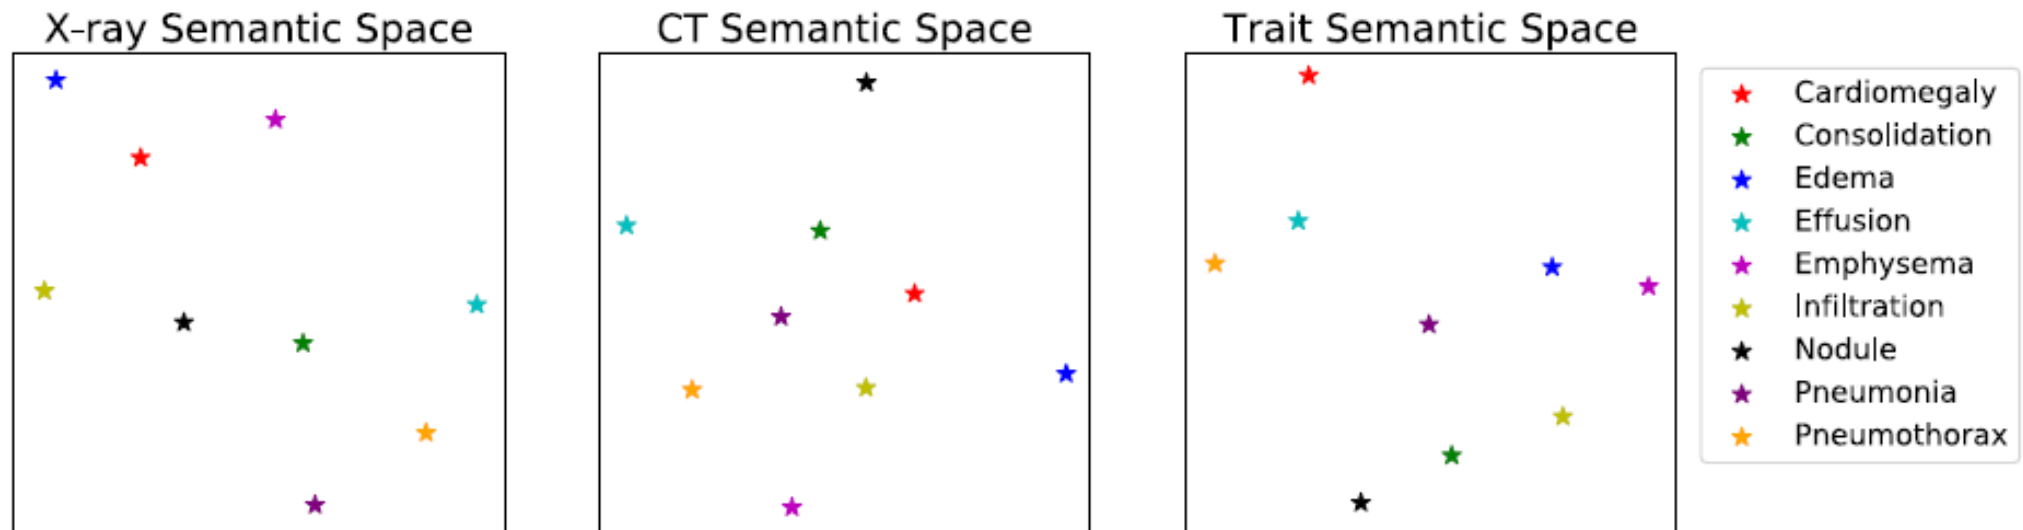 X-ray Semantic Space
CT Semantic Space
Trait Semantic Space
Cardiomegaly
Consolidation
Edema
Effusion
Emphysema
Infiltration
Nodule
Pneumonia
Pneumothorax